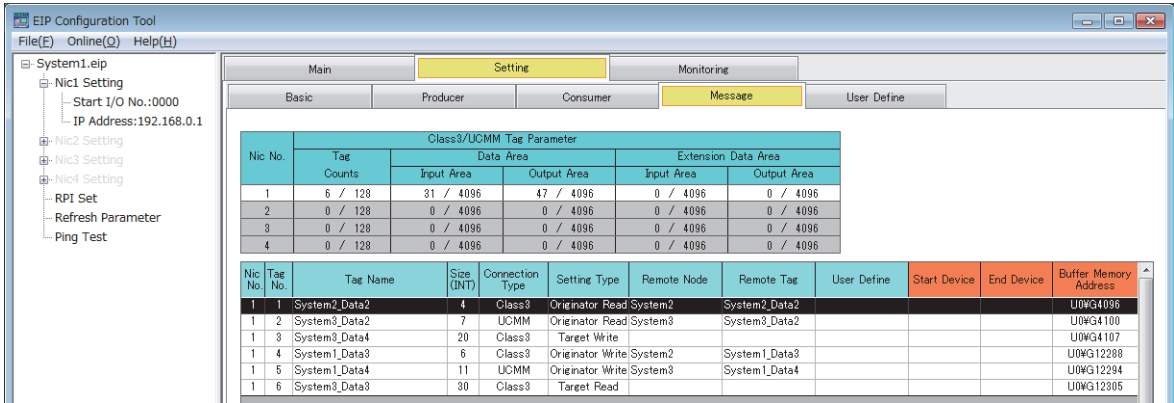 EIP Configuration Tool
File(F) Online(O) Help(H)
System1.eip
Nic1 Setting
Start I/O No.:0000
IP Address:192.168.0.1
Nic2 Setting
Nic3 Setting
Nic4 Setting
RPI Set
Refresh Parameter
Ping Test
Main Setting Monitoring
Basic Producer Consumer Message User Define
Class3/UCMM Tag Parameter
Nic No. Tag Counts Data Area Extension Data Area
Input Area Output Area Input Area Output Area
1 6 / 128 31 / 4096 47 / 4096 0 / 4096 0 / 4096
2 0 / 128 0 / 4096 0 / 4096 0 / 4096 0 / 4096
3 0 / 128 0 / 4096 0 / 4096 0 / 4096 0 / 4096
4 0 / 128 0 / 4096 0 / 4096 0 / 4096 0 / 4096
Nic No. Tag No. Tag Name Size (INT) Connection Type Setting Type Remote Node Remote Tag User Define Start Device End Device Buffer Memory Address
1 1 System2_Data2 4 Class3 Originator Read System2 System2_Data2 U0¥G4096
1 2 System3_Data2 7 UCMM Originator Read System3 System3_Data2 U0¥G4100
1 3 System3_Data4 20 Class3 Target Write U0¥G4107
1 4 System1_Data3 6 Class3 Originator Write System2 System1_Data3 U0¥G12288
1 5 System1_Data4 11 UCMM Originator Write System3 System1_Data4 U0¥G12294
1 6 System3_Data3 30 Class3 Target Read U0¥G12305